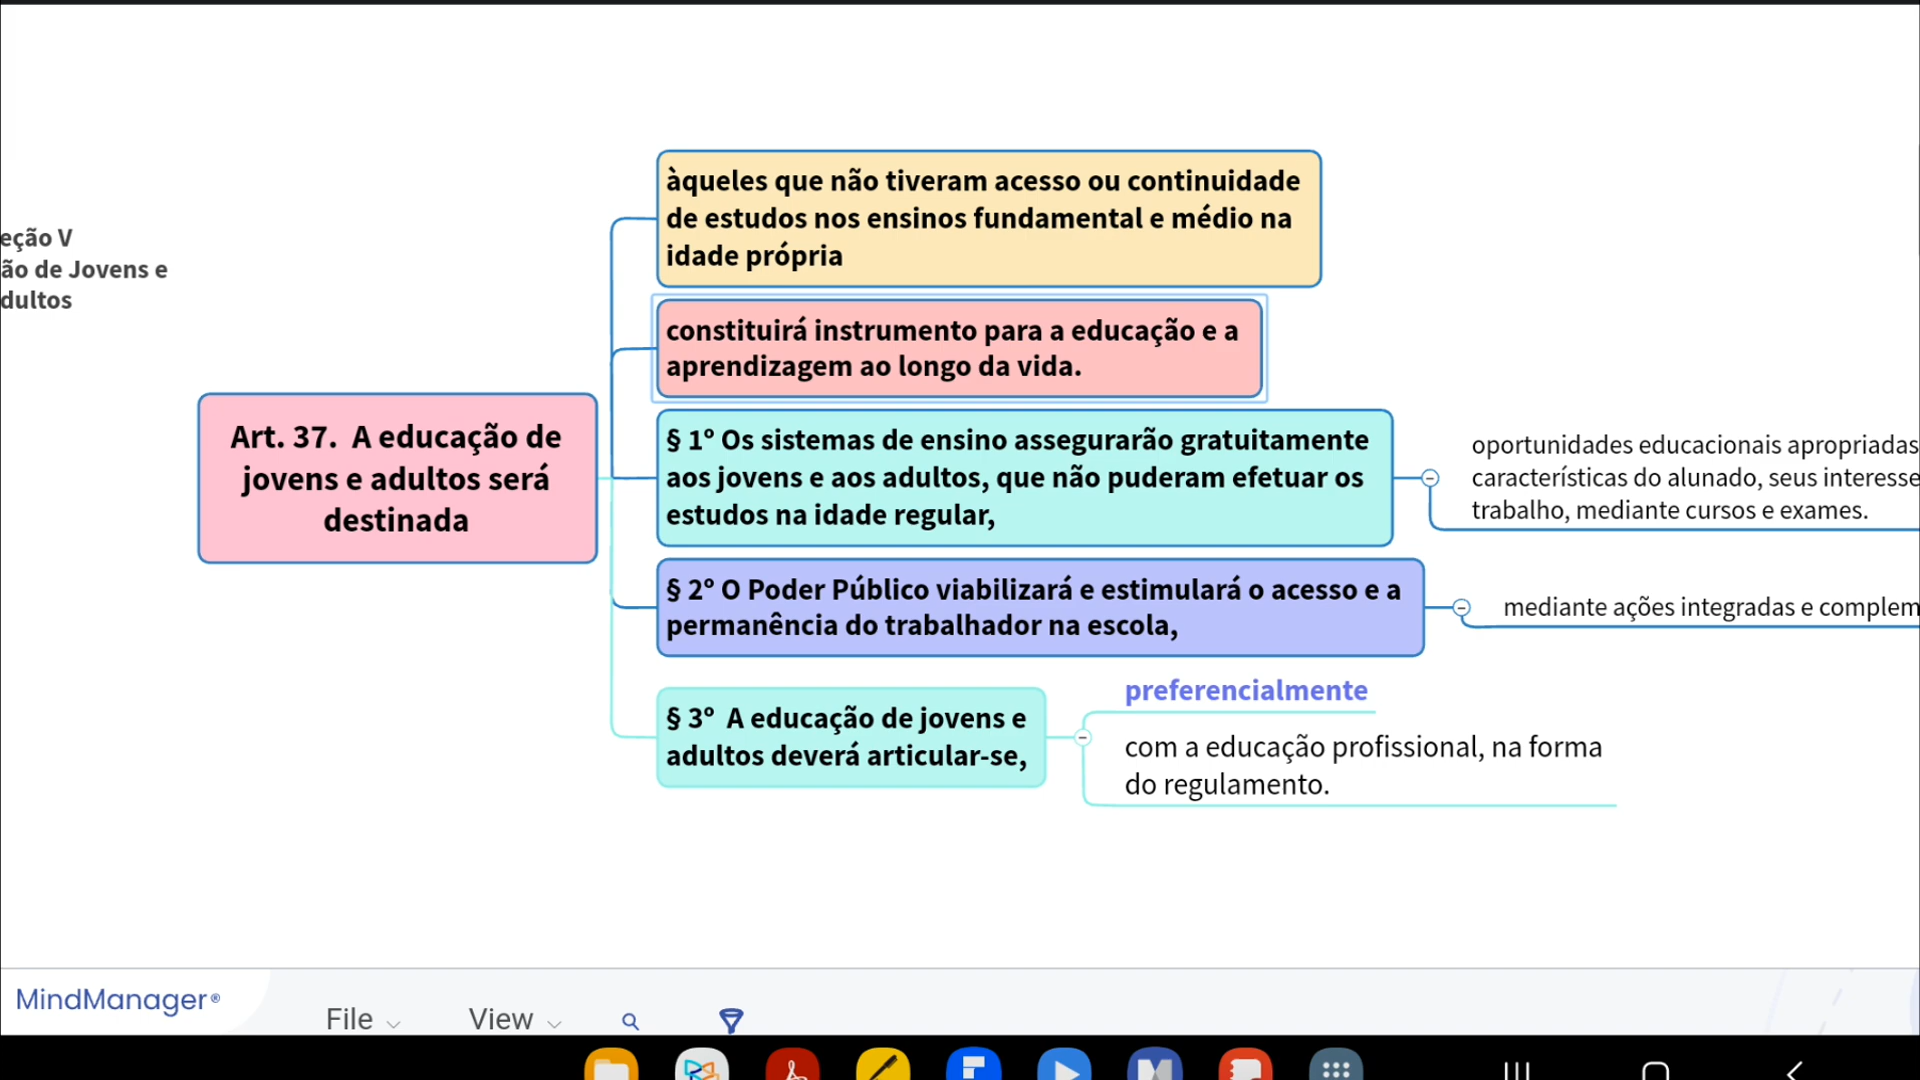 eção V
ão de Jovens e
dultos
Art. 37. A educação de
jovens e adultos será
destinada
àqueles que não tiveram acesso ou continuidade
de estudos nos ensinos fundamental e médio na
idade própria
constituirá instrumento para a educação e a
aprendizagem ao longo da vida.
§ 1º Os sistemas de ensino assegurarão gratuitamente
aos jovens e aos adultos, que não puderam efetuar os
estudos na idade regular,
oportunidades educacionais apropriadas
características do alunado, seus interesse
trabalho, mediante cursos e exames.
§ 2º O Poder Público viabilizará e estimulará o acesso e a
permanência do trabalhador na escola,
mediante ações integradas e complem
§ 3º A educação de jovens e
adultos deverá articular-se,
preferencialmente
com a educação profissional, na forma
do regulamento.
MindManager®
File
View